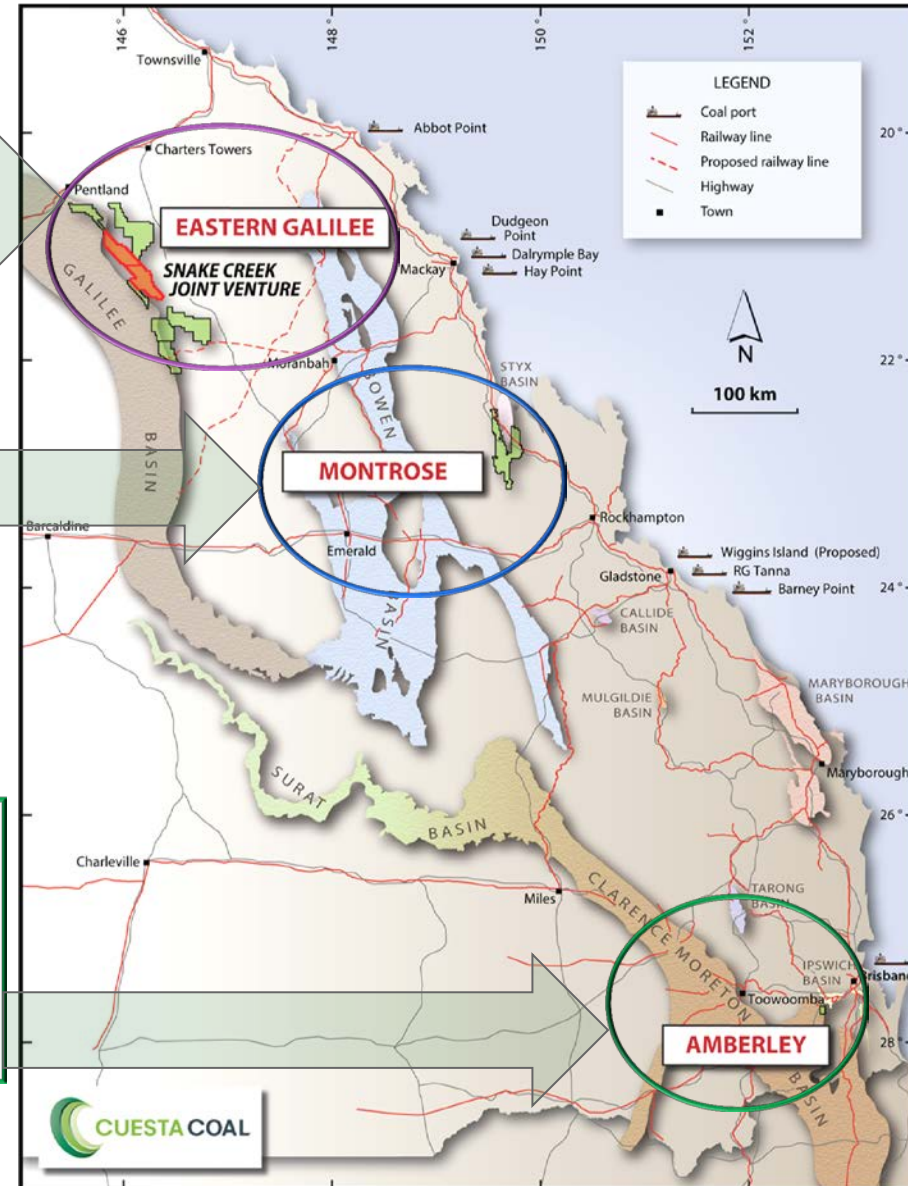 146°
148°
150°
152°
Townsville
LEGEND
Coal port
Railway line
Proposed railway line
Highway
Town
Abbot Point
20°
Charters Towers
Pentland
EASTERN GALILEE
SNAKE CREEK
JOINT VENTURE
GALILEE
BASIN
Dudgeon
Point
Dalrymple Bay
Hay Point
Mackay
N
100 km
22°
Moranbah
STYX
BASIN
BOWEN
BASIN
MONTROSE
Barcaldine
Emerald
Rockhampton
Wiggins Island (Proposed)
RG Tanna
Barney Point
Gladstone
24°
CALLIDE
BASIN
MULGILDIE
BASIN
MARYBOROUGH
BASIN
Maryborough
SURAT
BASIN
26°
Charleville
Miles
CLARENCE MORETON
BASIN
TARONG
BASIN
IPSWICH
BASIN
Brisbane
Toowoomba
AMBERLEY
28°
CUESTA COAL